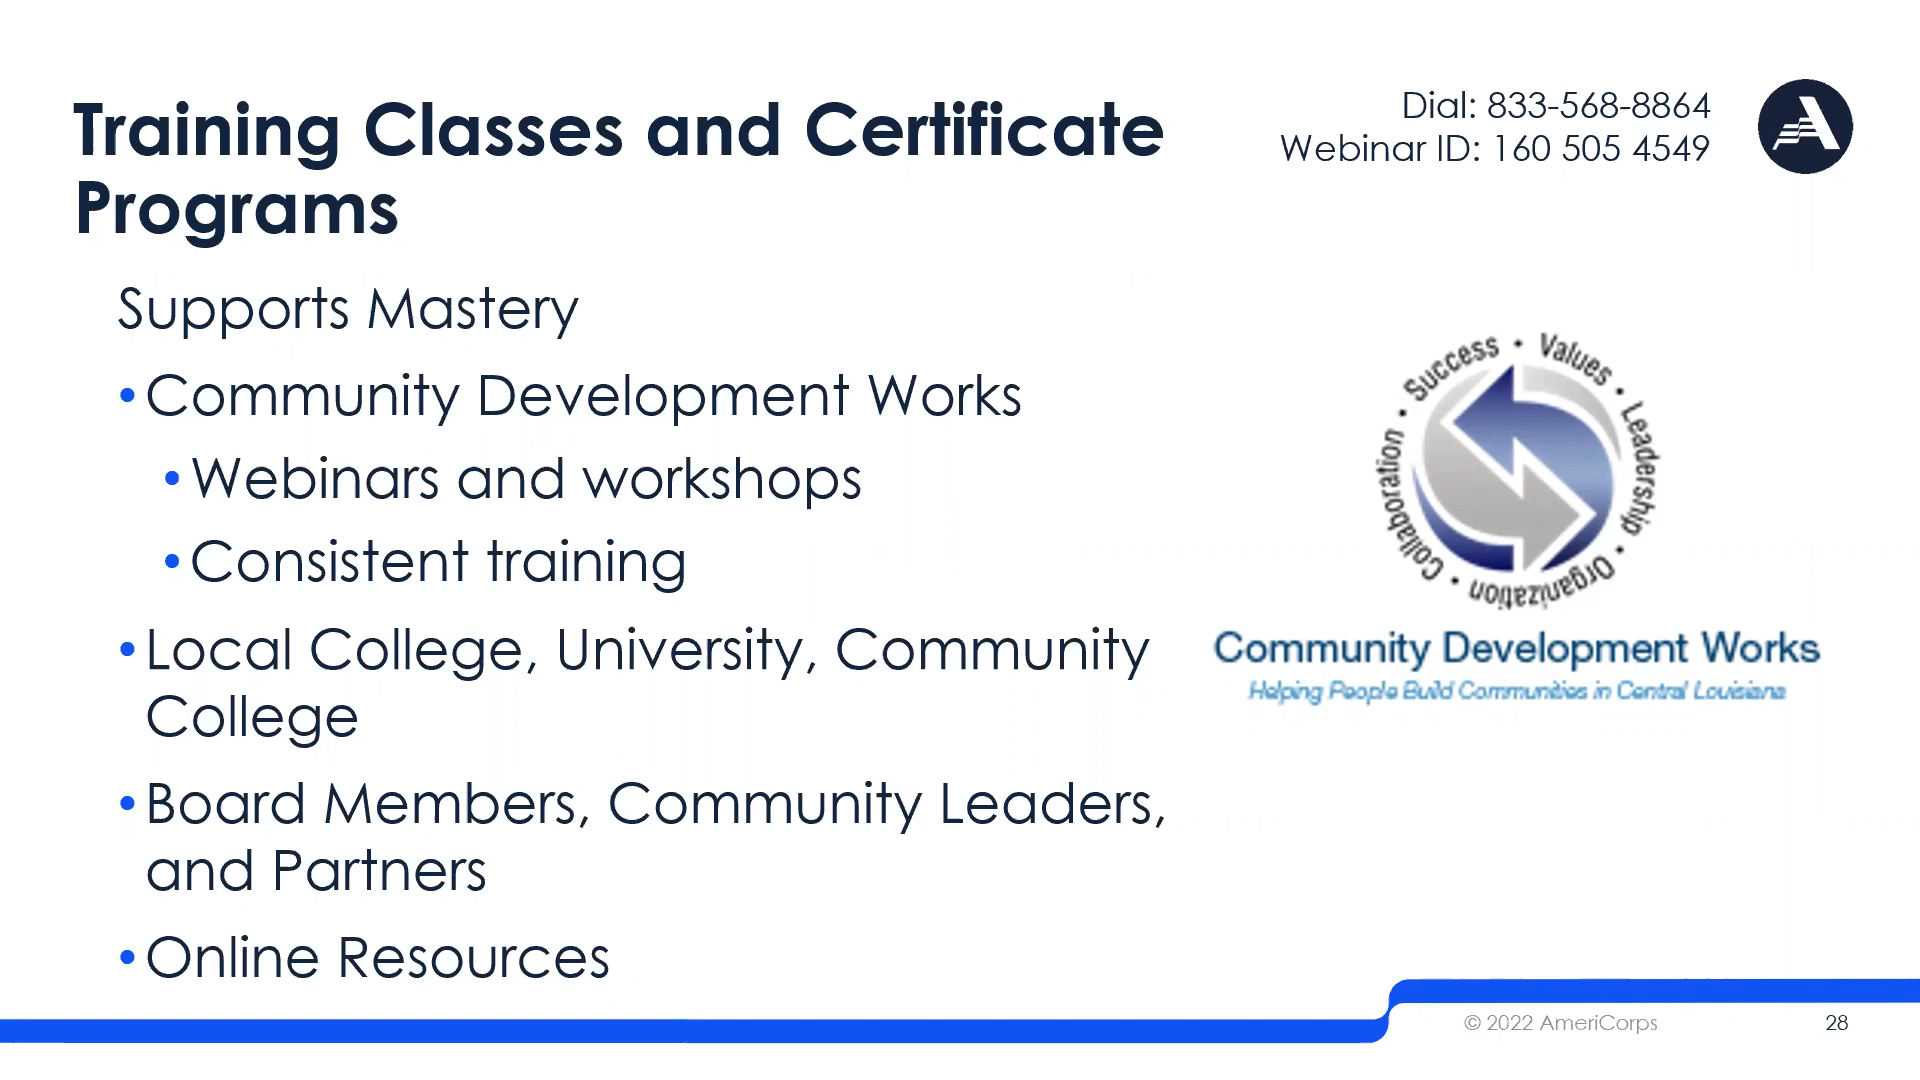 Training Classes and Certificate
Programs
Dial: 833-568-8864
Webinar ID: 160 505 4549
Supports Mastery
• Community Development Works
• Webinars and workshops
• Consistent training
• Local College, University, Community
College
• Board Members, Community Leaders,
and Partners
• Online Resources
Success • Values • Leadership • Organization • Collaboration •
Community Development Works
Helping People Build Communities in Central Louisiana
© 2022 AmeriCorps
28